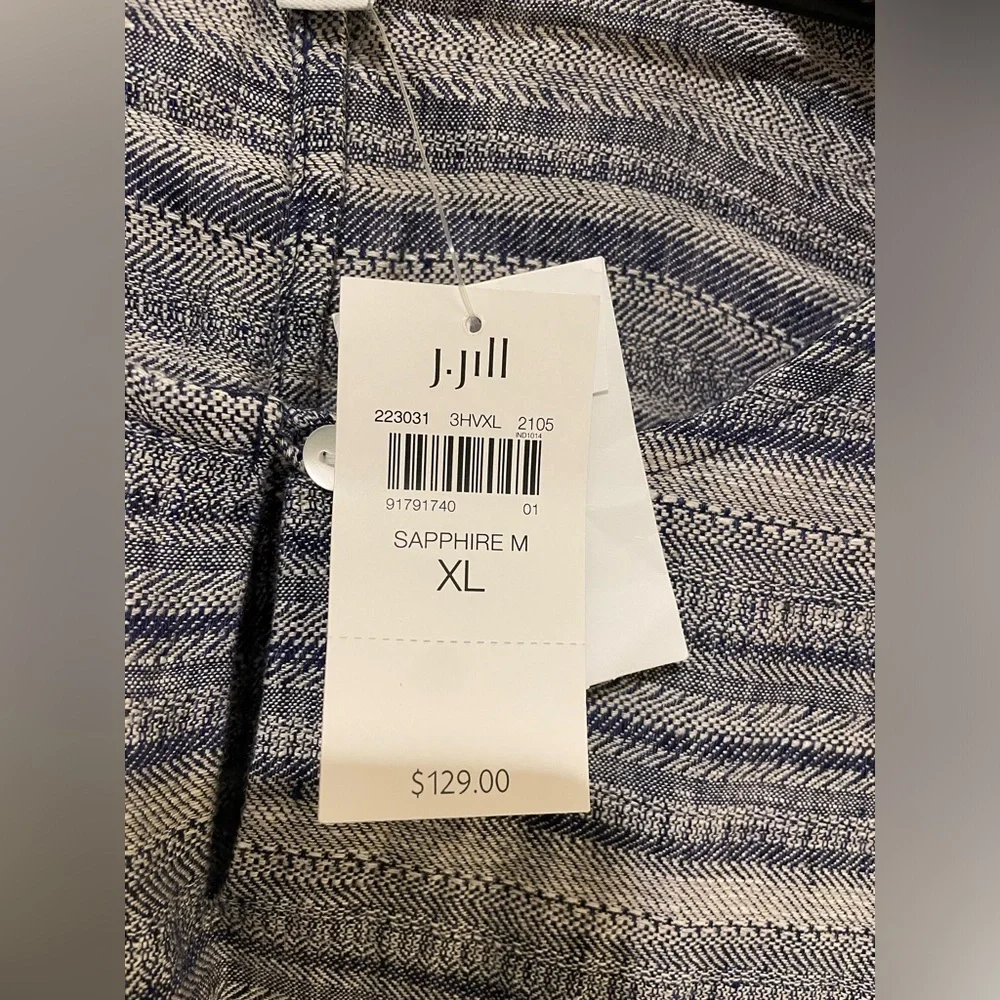 J.Jill
223031 3HVXL 2105
IND1014
91791740 01
SAPPHIRE M
XL
$129.00